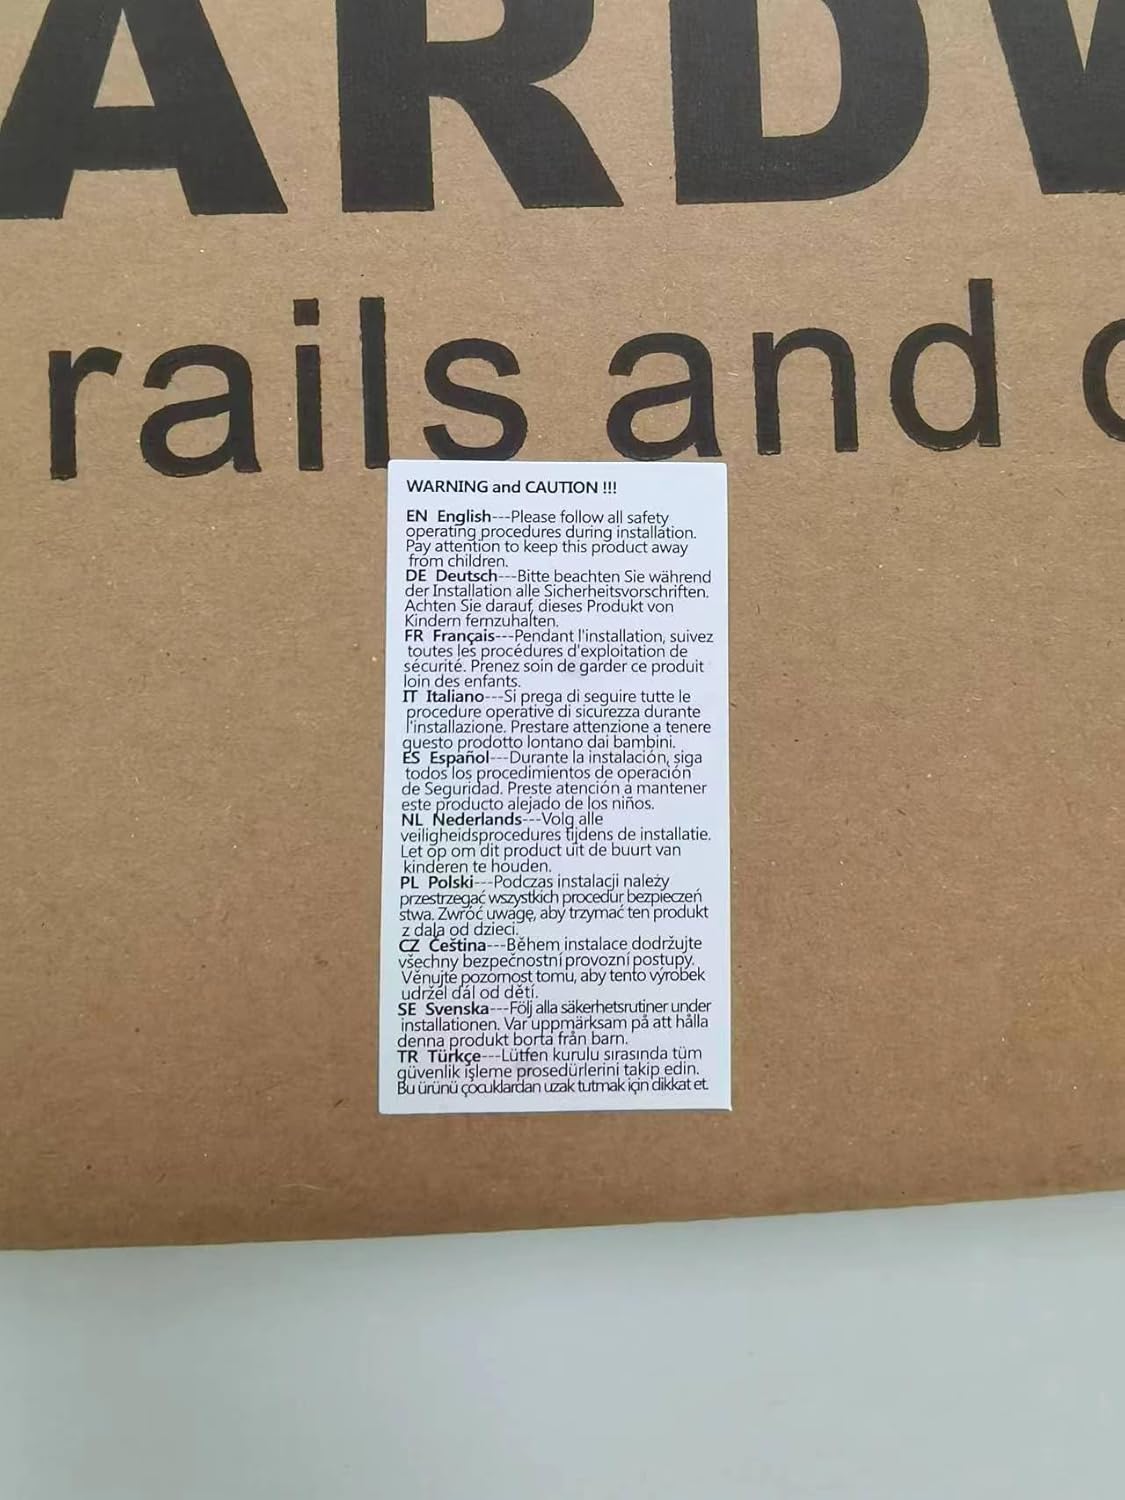 ARDW
rails and c
WARNING and CAUTION !!!
EN English---Please follow all safety
operating procedures during installation.
Pay attention to keep this product away
from children.
DE Deutsch---Bitte beachten Sie während
der Installation alle Sicherheitsvorschriften.
Achten Sie darauf, dieses Produkt von
Kindern fernzuhalten.
FR Français---Pendant l'installation, suivez
toutes les procédures d'exploitation de
sécurité. Prenez soin de garder ce produit
loin des enfants.
IT Italiano---Si prega di seguire tutte le
procedure operative di sicurezza durante
l'installazione. Prestare attenzione a tenere
questo prodotto lontano dai bambini.
ES Español---Durante la instalación, siga
todos los procedimientos de operación
de Seguridad. Preste atención a mantener
este producto alejado de los niños.
NL Nederlands---Volg alle
veiligheidsprocedures tijdens de installatie.
Let op om dit product uit de buurt van
kinderen te houden.
PL Polski---Podczas instalacji należy
przestrzegać wszystkich procedur bezpieczeń
stwa. Zwróć uwagę, aby trzymać ten produkt
z dala od dzieci.
CZ Čeština---Během instalace dodržujte
všechny bezpečnostní provozní postupy.
Věnujte pozornost tomu, aby tento výrobek
udržel dál od dětí.
SE Svenska---Följ alla säkerhetsrutiner under
installationen. Var uppmärksam på att hålla
denna produkt borta från barn.
TR Türkçe---Lütfen kurulu sırasında tüm
güvenlik işleme prosedürlerini takip edin.
Bu ürünü çocuklardan uzak tutmak için dikkat et.